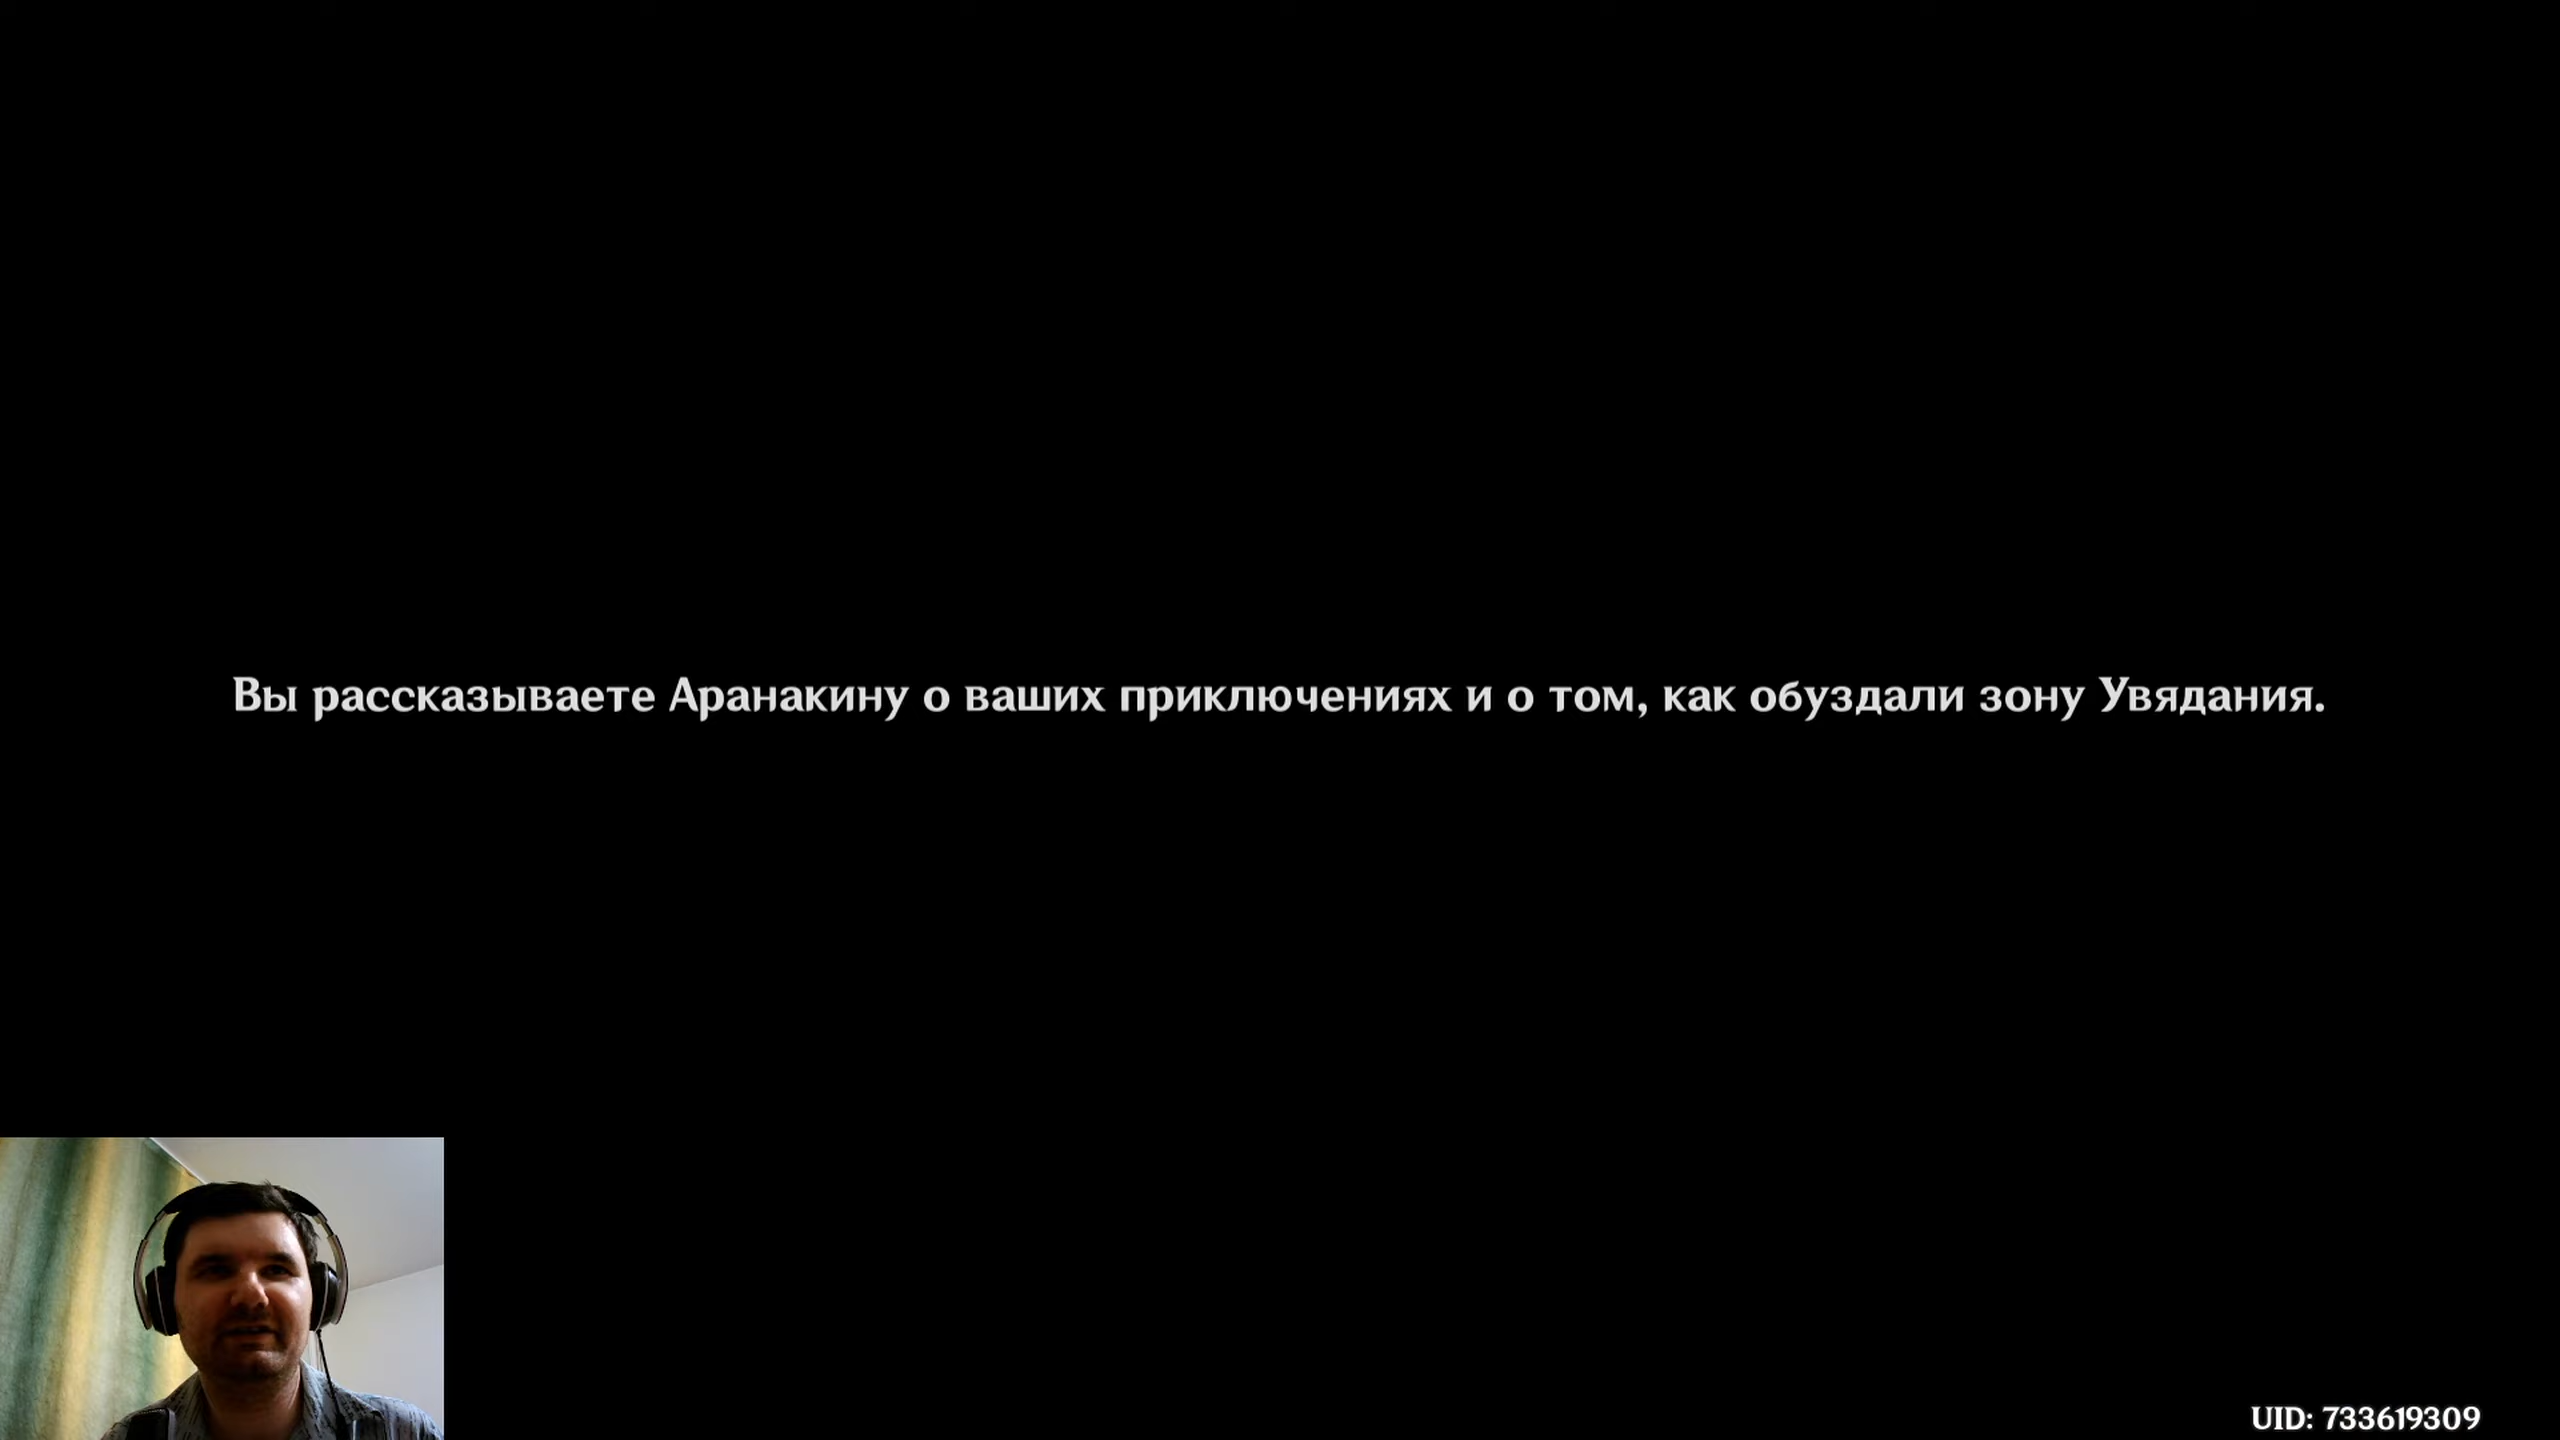 Вы рассказываете Аранакину о ваших приключениях и о том, как обуздали зону Увядания.
UID: 733619309